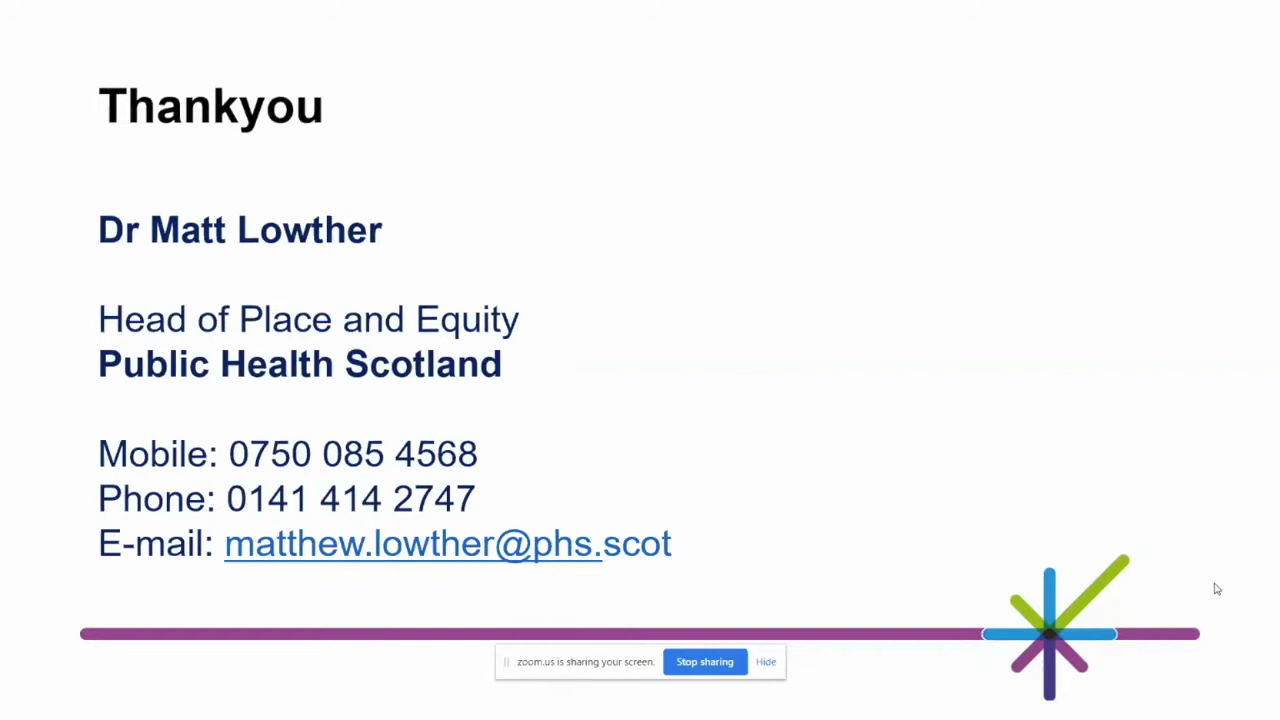 Thankyou
Dr Matt Lowther
Head of Place and Equity
Public Health Scotland
Mobile: 0750 085 4568
Phone: 0141 414 2747
E-mail: matthew.lowther@phs.scot
zoom.us is sharing your screen. Stop sharing Hide